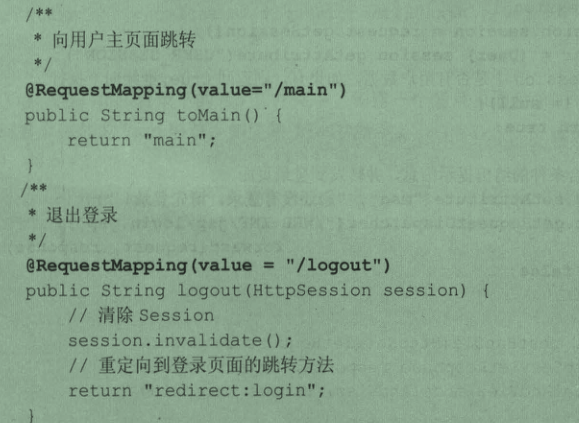 /**
 * 向用户主页面跳转
 */
@RequestMapping(value="/main")
public String toMain() {
    return "main";
}
/**
 * 退出登录
 */
@RequestMapping(value = "/logout")
public String logout(HttpSession session) {
    // 清除 Session
    session.invalidate();
    // 重定向到登录页面的跳转方法
    return "redirect:login";
}